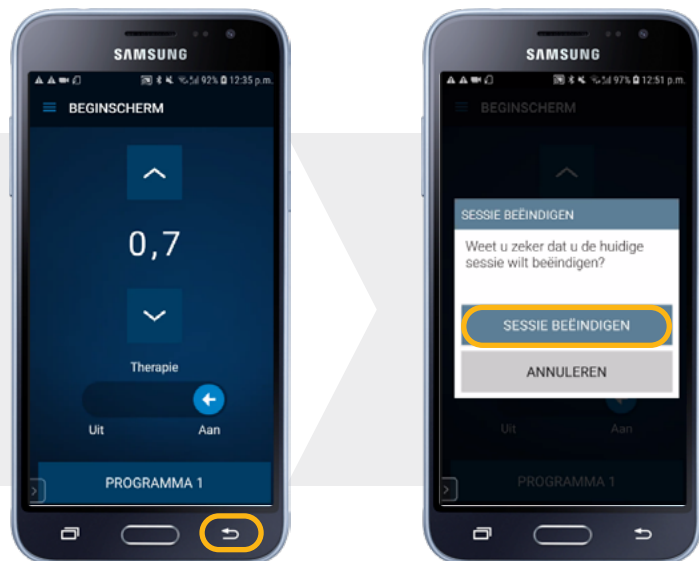 SAMSUNG
92% 12:35 p.m.
BEGINSCHERM
0,7
Therapie
Uit Aan
PROGRAMMA 1
SAMSUNG
97% 12:51 p.m.
BEGINSCHERM
SESSIE BEËINDIGEN
Weet u zeker dat u de huidige
sessie wilt beëindigen?
SESSIE BEËINDIGEN
ANNULEREN
Uit Aan
PROGRAMMA 1